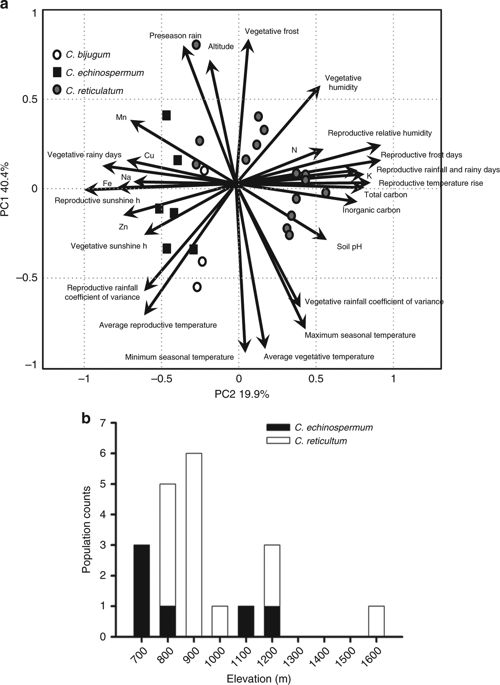 a
Preseason rain
Vegetative frost
Altitude
C. bijugum
C. echinospermum
C. reticulatum
Vegetative humidity
Mn
Reproductive relative humidity
N
Reproductive frost days
Cu
Vegetative rainy days
Reproductive rainfall and rainy days
K
Na
Fe
Reproductive temperature rise
Reproductive sunshine h
Total carbon
Inorganic carbon
Zn
Vegetative sunshine h
Soil pH
Reproductive rainfall coefficient of variance
Vegetative rainfall coefficient of variance
Average reproductive temperature
Maximum seasonal temperature
Minimum seasonal temperature
Average vegetative temperature
PC1 40.4%
1
0.5
0
−0.5
−1
−1
−0.5
0
0.5
1
PC2 19.9%
b
C. echinospermum
C. reticultum
Population counts
7
6
5
4
3
2
1
0
700
800
900
1000
1100
1200
1300
1400
1500
1600
Elevation (m)